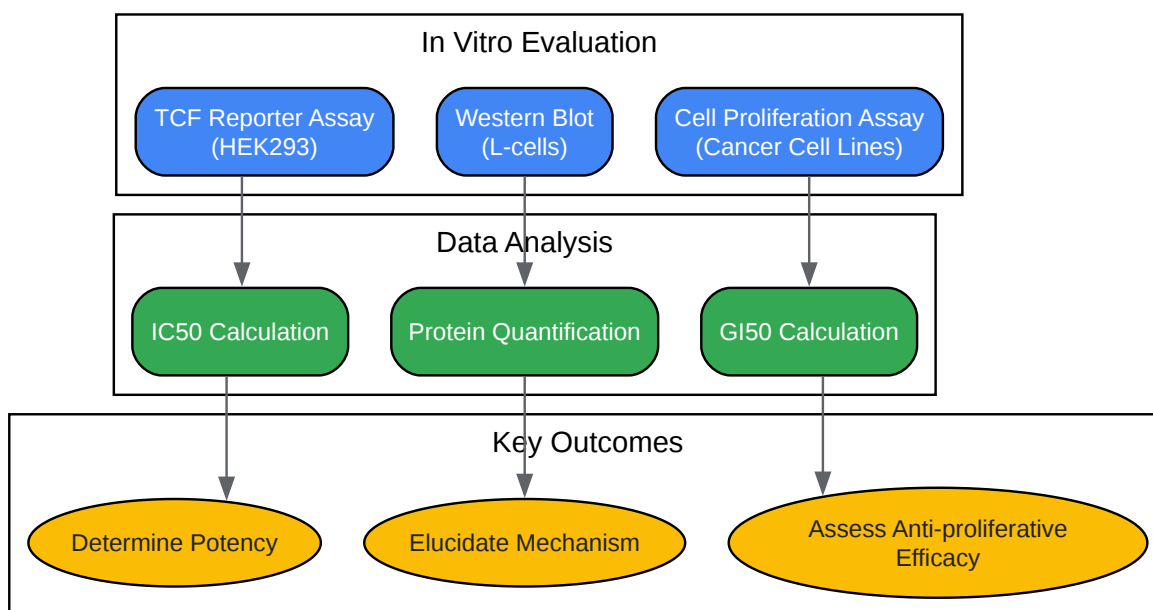 In Vitro Evaluation
TCF Reporter Assay
(HEK293)
Western Blot
(L-cells)
Cell Proliferation Assay
(Cancer Cell Lines)
Data Analysis
IC50 Calculation
Protein Quantification
GI50 Calculation
Key Outcomes
Determine Potency
Elucidate Mechanism
Assess Anti-proliferative
Efficacy